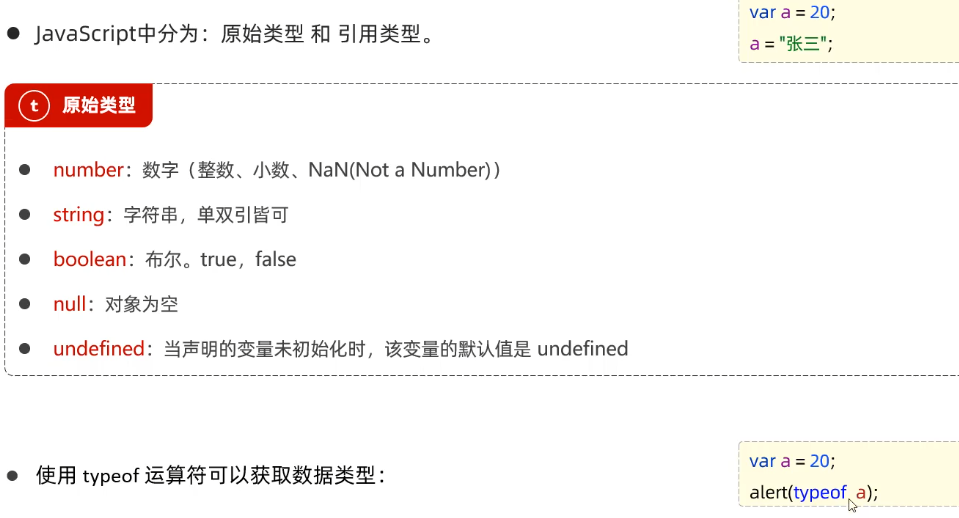 JavaScript中分为：原始类型 和 引用类型。
var a = 20;
a = "张三";
t 原始类型
number：数字（整数、小数、NaN(Not a Number)）
string：字符串，单双引皆可
boolean：布尔。true，false
null：对象为空
undefined：当声明的变量未初始化时，该变量的默认值是 undefined
使用 typeof 运算符可以获取数据类型：
var a = 20;
alert(typeof a);